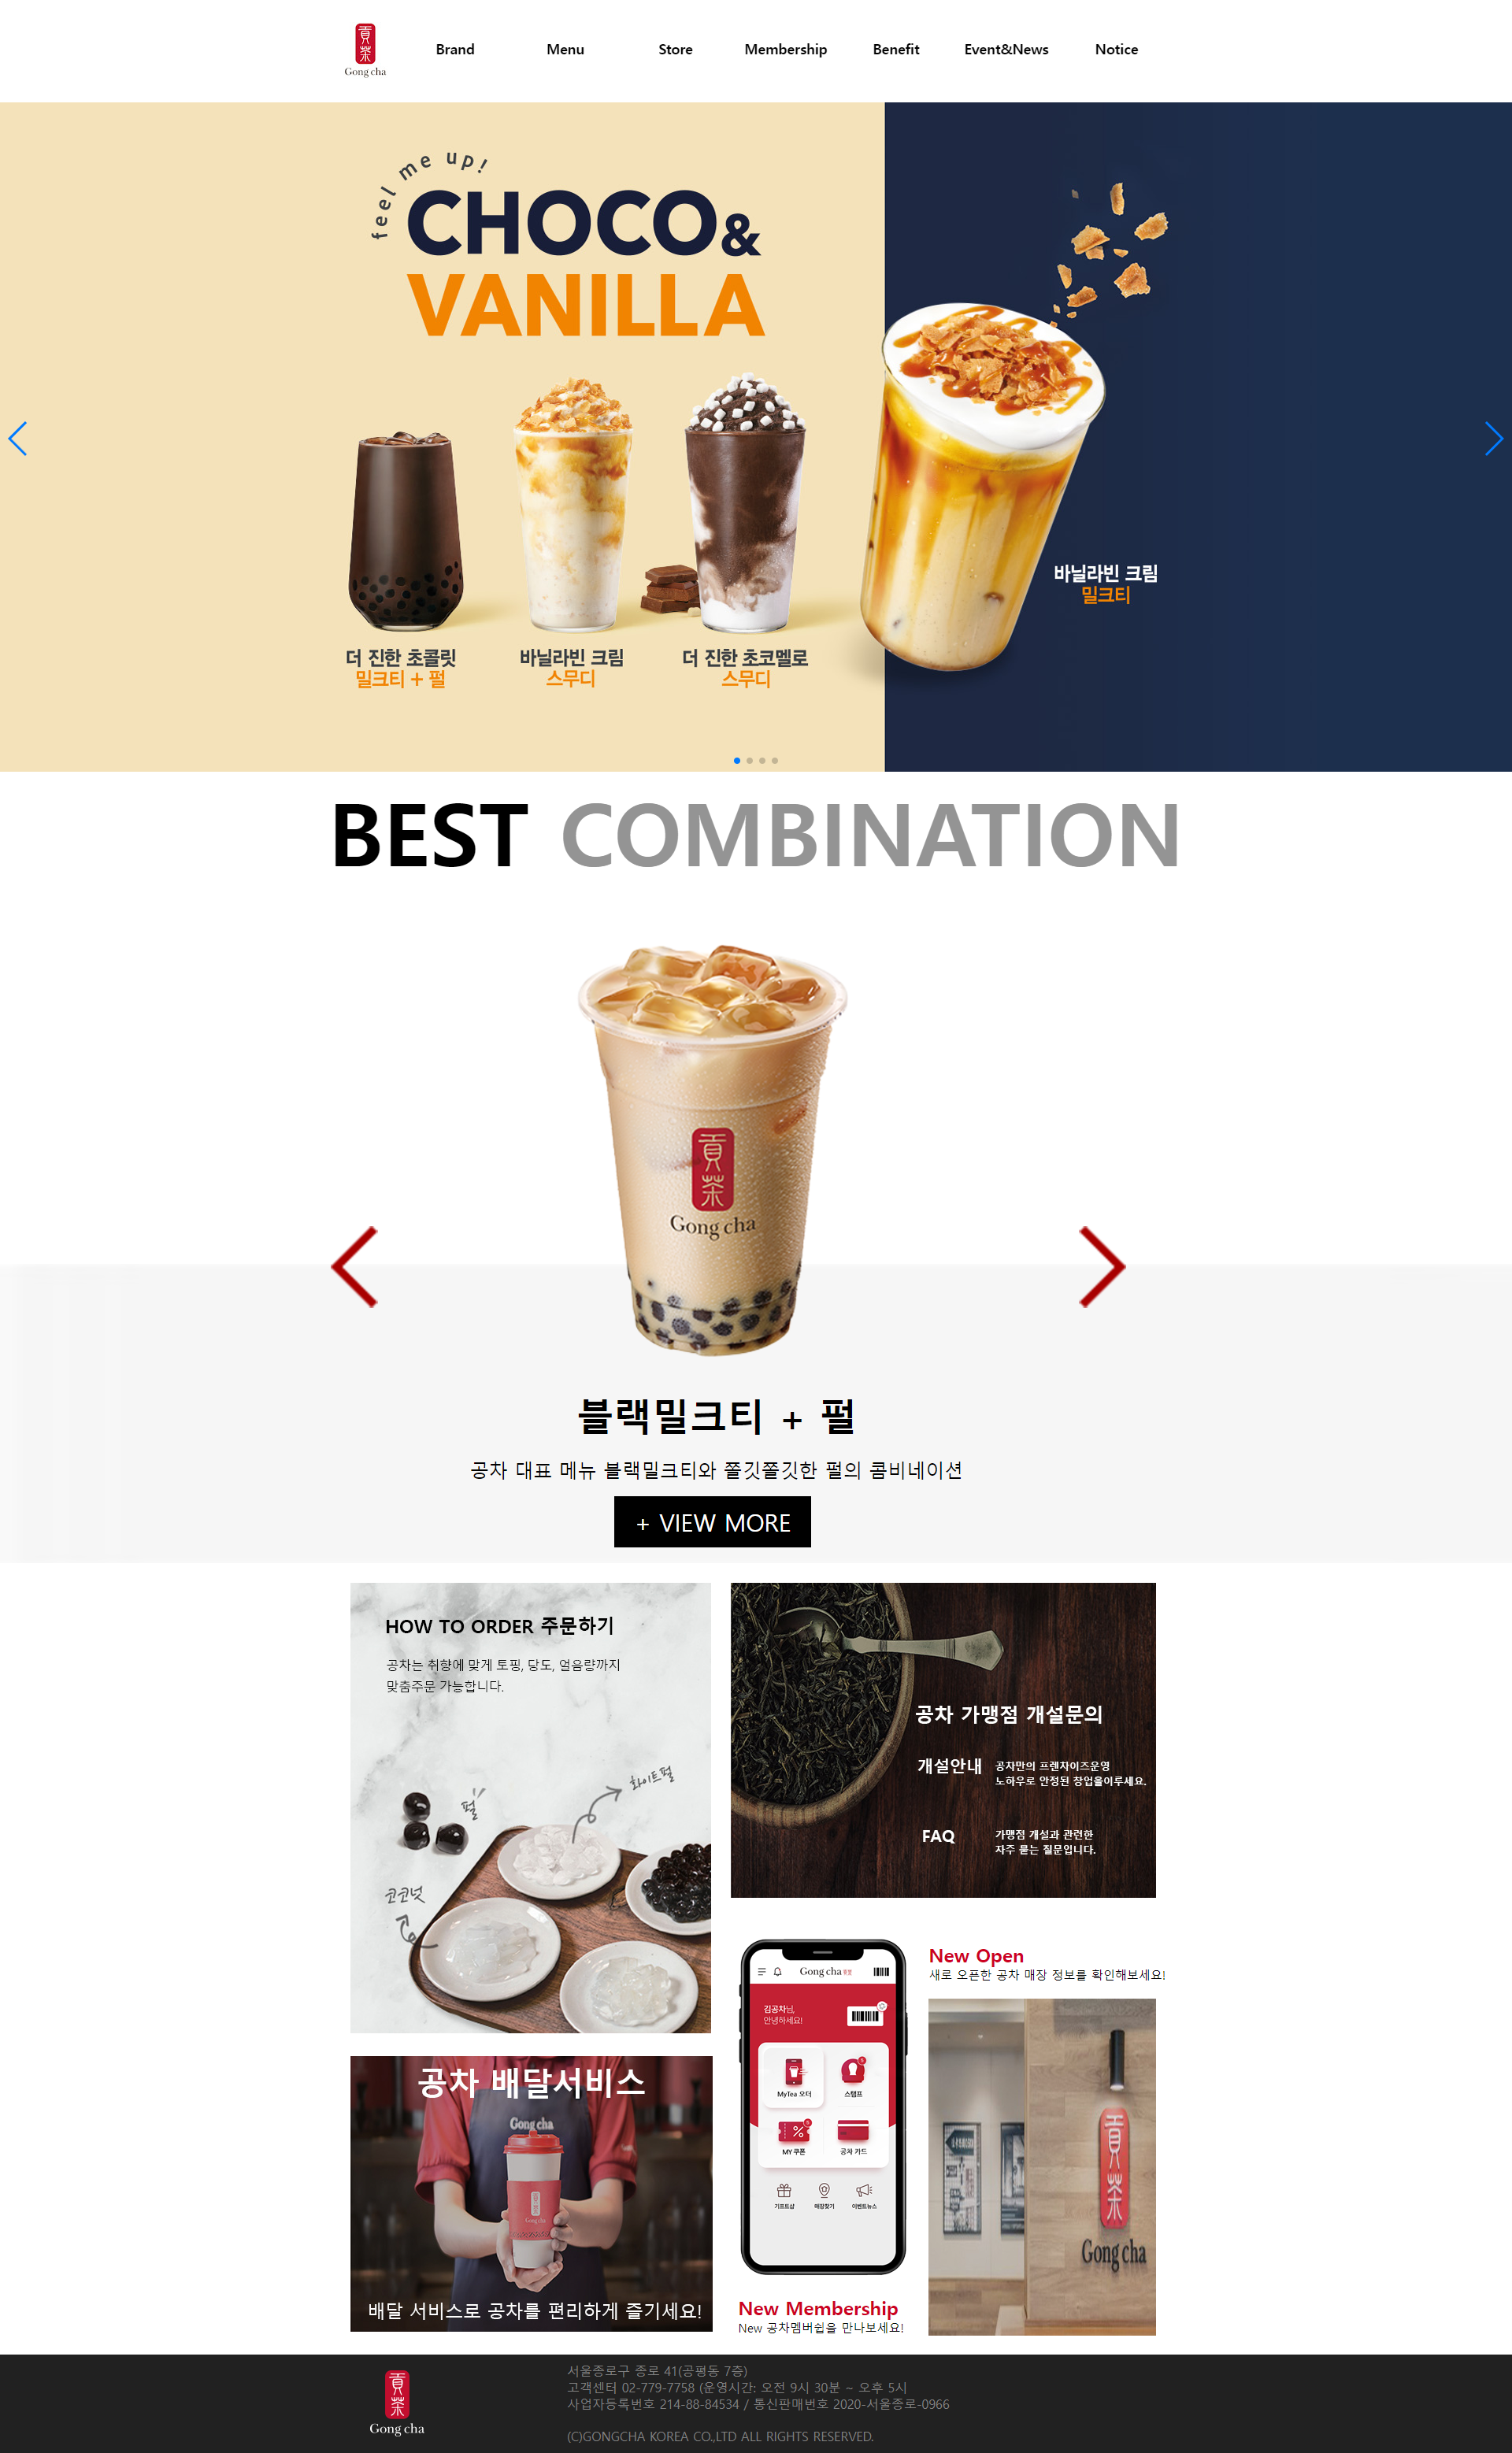 貢茶
Gong cha
Brand
Menu
Store
Membership
Benefit
Event&News
Notice
feel me up!
CHOCO&
VANILLA
바닐라빈 크림
밀크티
더 진한 초콜릿
밀크티 + 펄
바닐라빈 크림
스무디
더 진한 초코멜로
스무디
BEST COMBINATION
貢茶
Gong cha
블랙밀크티 + 펄
공차 대표 메뉴 블랙밀크티와 쫄깃쫄깃한 펄의 콤비네이션
+ VIEW MORE
HOW TO ORDER 주문하기
공차는 취향에 맞게 토핑, 당도, 얼음량까지
맞춤주문 가능합니다.
화이트펄
펄
코코넛
공차 가맹점 개설문의
개설안내
공차만의 프랜차이즈운영
노하우로 안정된 창업을이루세요.
FAQ
가맹점 개설과 관련한
자주 묻는 질문입니다.
공차 배달서비스
Gong cha
貢茶
Gong cha
배달 서비스로 공차를 편리하게 즐기세요!
Gong cha
김공차님,
안녕하세요!
MyTea 오더
스탬프
MY 쿠폰
공차 카드
기프트샵
매장찾기
이벤트뉴스
New Membership
New 공차멤버쉽을 만나보세요!
New Open
새로 오픈한 공차 매장 정보를 확인해보세요!
貢茶
Gong cha
貢茶
Gong cha
서울종로구 종로 41(공평동 7층)
고객센터 02-779-7758 (운영시간: 오전 9시 30분 ~ 오후 5시
사업자등록번호 214-88-84534 / 통신판매번호 2020-서울종로-0966
(C)GONGCHA KOREA CO.,LTD ALL RIGHTS RESERVED.